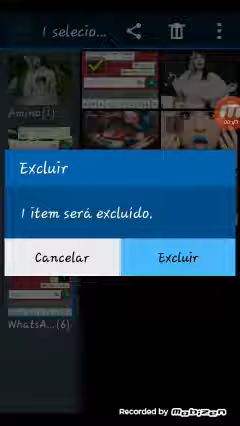 1 selecio...
Amino(1)
Excluir
1 item será excluído.
Cancelar
Excluir
WhatsA...(6)
Recorded by mobizen